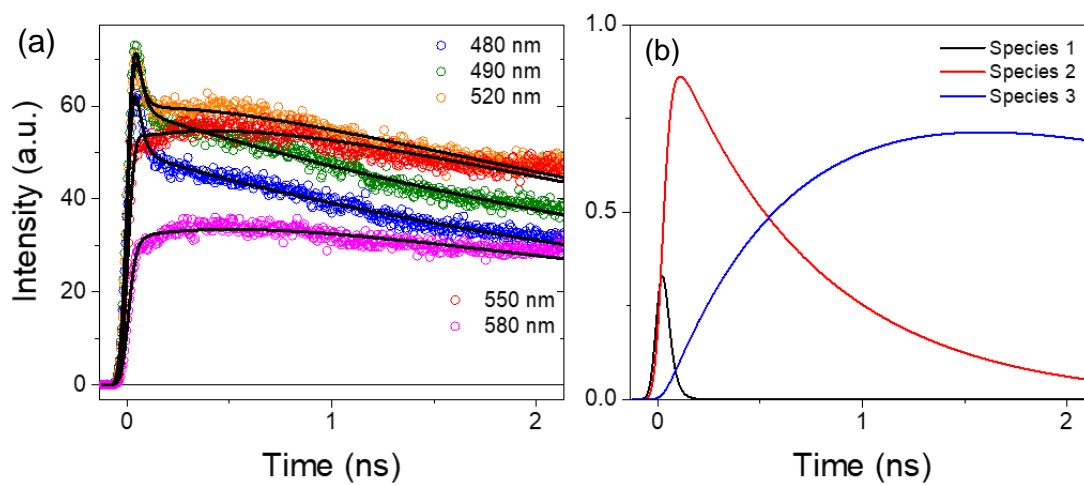 (a)
480 nm
490 nm
520 nm
550 nm
580 nm
Intensity (a.u.)
60
40
20
0
0
1
2
Time (ns)
(b)
Species 1
Species 2
Species 3
1.0
0.5
0.0
0
1
2
Time (ns)